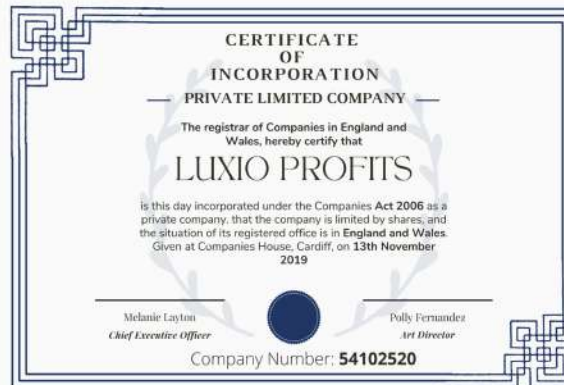 CERTIFICATE
OF
INCORPORATION
PRIVATE LIMITED COMPANY
The registrar of Companies in England and
Wales, hereby certify that
LUXIO PROFITS
is this day incorporated under the Companies Act 2006 as a
private company, that the company is limited by shares, and
the situation of its registered office is in England and Wales.
Given at Companies House, Cardiff, on 13th November
2019
Melanie Layton
Chief Executive Officer
Polly Fernandez
Art Director
Company Number: 54102520